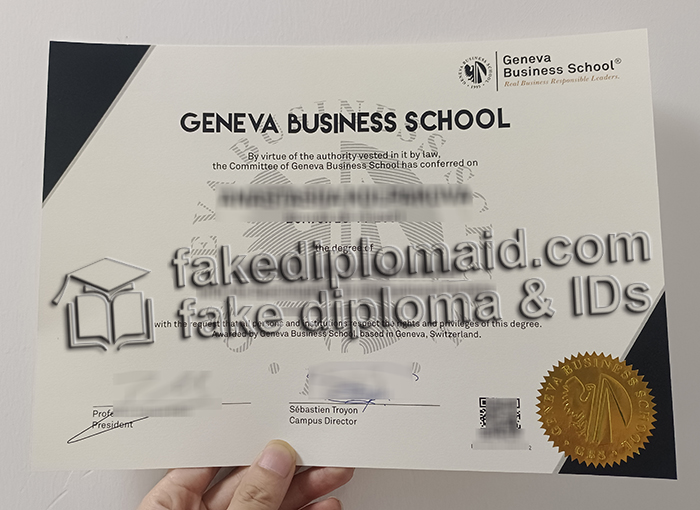 Geneva
Business School®
Real Business Responsible Leaders.
GENEVA BUSINESS SCHOOL
By virtue of the authority vested in it by law,
the Committee of Geneva Business School has conferred on
the degree of
fakediplomaid.com
fake diploma & IDs
with the request that all persons and institutions respect the rights and privileges of this degree.
Awarded by Geneva Business School, based in Geneva, Switzerland.
Sébastien Troyon
President
Campus Director
GENEVA BUSINESS SCHOOL